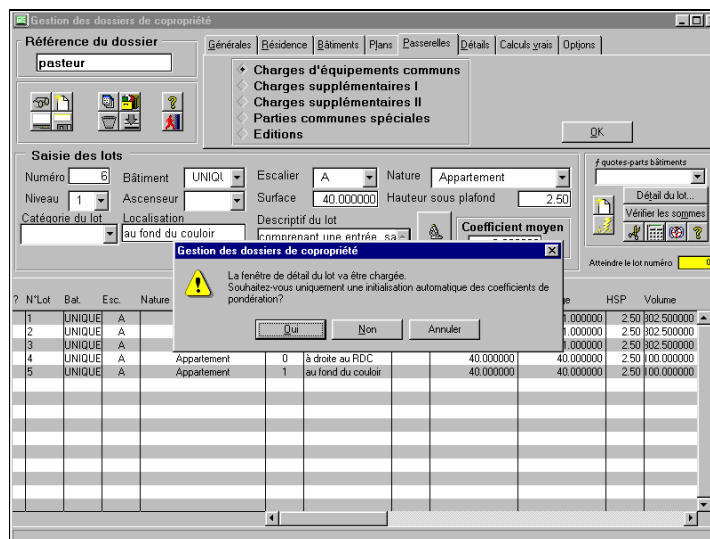 Gestion des dossiers de copropriété
Référence du dossier
pasteur
Générales Résidence Bâtiments Plans Passerelles Détails Calculs vrais Options
Charges d'équipements communs
Charges supplémentaires I
Charges supplémentaires II
Parties communes spéciales
Editions
OK
Saisie des lots
Numéro 6 Bâtiment UNIQU Escalier A Nature Appartement
Niveau 1 Ascenseur Surface 40.000000 Hauteur sous plafond 2.50
Catégorie du lot Localisation Descriptif du lot
au fond du couloir comprenant une entrée, sa
Coefficient moyen
quotes-parts bâtiments
Détail du lot...
Vérifier les sommes
Atteindre le lot numéro 0
Gestion des dossiers de copropriété
La fenêtre de détail du lot va être chargée.
Souhaitez-vous uniquement une initialisation automatique des coefficients de
pondération?
Oui Non Annuler
? N°Lot Bat. Esc. Nature HSP Volume
1 UNIQUE A 1.000000 2.50 302.500000
2 UNIQUE A 1.000000 2.50 302.500000
3 UNIQUE A 1.000000 2.50 302.500000
4 UNIQUE A Appartement 0 à droite au RDC 40.000000 40.000000 2.50 100.000000
5 UNIQUE A Appartement 1 au fond du couloir 40.000000 40.000000 2.50 100.000000